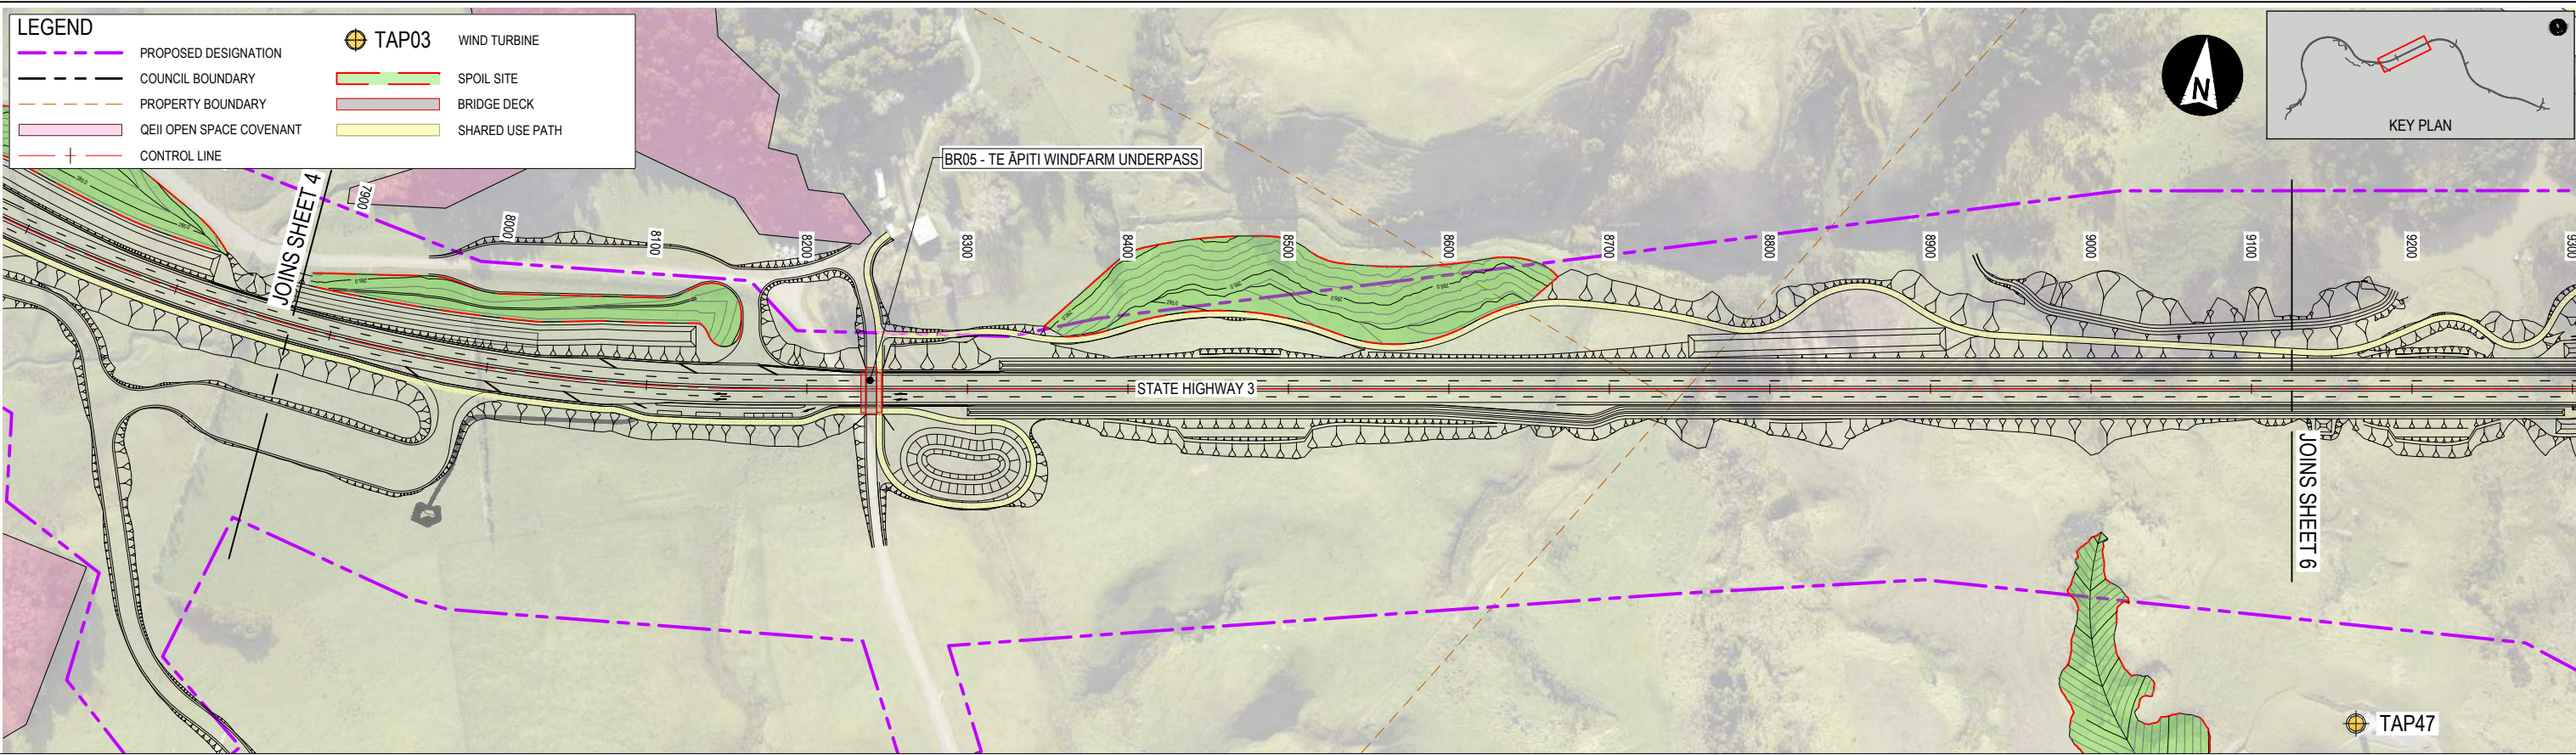 LEGEND
PROPOSED DESIGNATION
COUNCIL BOUNDARY
PROPERTY BOUNDARY
QEII OPEN SPACE COVENANT
CONTROL LINE
TAP03 WIND TURBINE
SPOIL SITE
BRIDGE DECK
SHARED USE PATH
N
KEY PLAN
BR05 - TE ĀPITI WINDFARM UNDERPASS
JOINS SHEET 4
7900
8000
8100
8200
8300
8400
8500
8600
8700
8800
8900
9000
9100
9200
STATE HIGHWAY 3
JOINS SHEET 6
TAP47